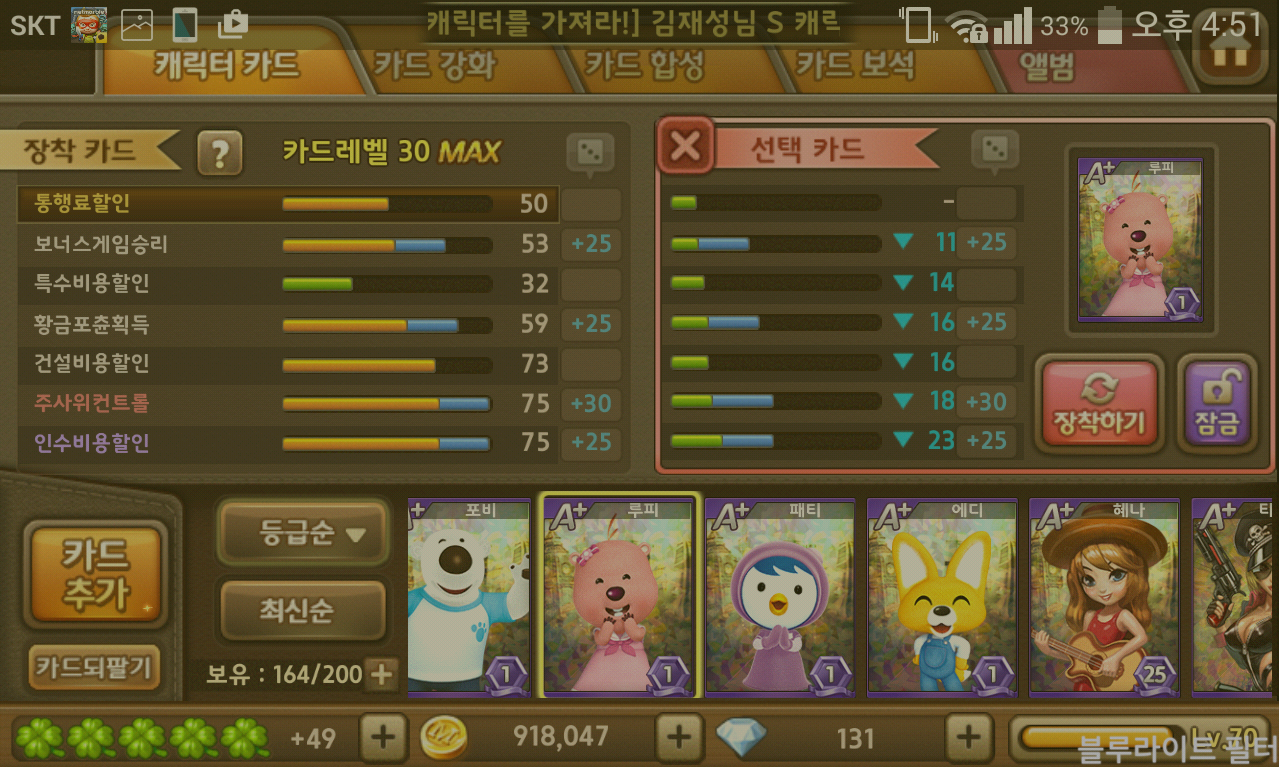 SKT 캐릭터를 가져라!] 김재성님 S 캐릭 33% 오후 4:51
캐릭터 카드 카드 강화 카드 합성 카드 보석 앨범
장착 카드 ? 카드레벨 30 MAX
통행료할인 50
보너스게임승리 53 +25
특수비용할인 32
황금포츈획득 59 +25
건설비용할인 73
주사위컨트롤 75 +30
인수비용할인 75 +25
선택 카드
-
▼ 11 +25
▼ 14
▼ 16 +25
▼ 16
▼ 18 +30
▼ 23 +25
A+ 루피
1
장착하기 잠금
카드
추가
카드되팔기
등급순 ▼
최신순
보유 : 164/200 +
A+ 포비 1
A+ 루피 1
A+ 패티 1
A+ 에디 1
A+ 혜나 25
A+
+49 + 918,047 + 131 + Lv.70
블루라이트 필터